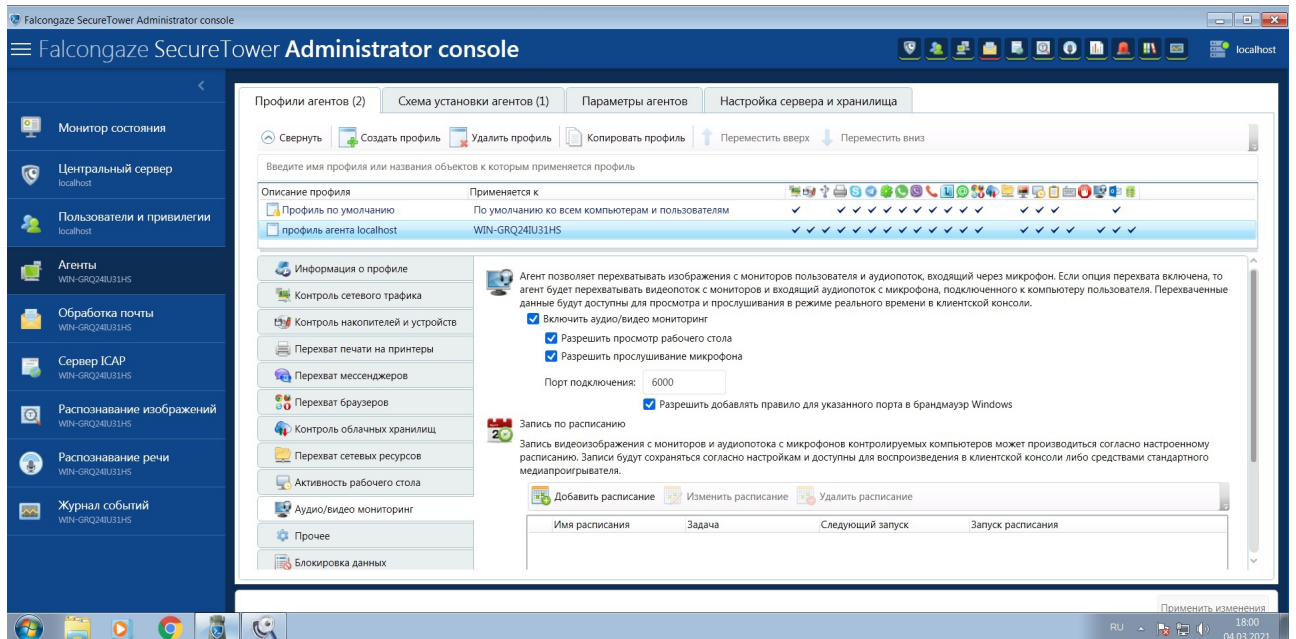 Falcongaze SecureTower Administrator console
Falcongaze SecureTower Administrator console
localhost
Монитор состояния
Центральный сервер
localhost
Пользователи и привилегии
localhost
Агенты
WIN-GRQ24IU31HS
Обработка почты
WIN-GRQ24IU31HS
Сервер ICAP
WIN-GRQ24IU31HS
Распознавание изображений
WIN-GRQ24IU31HS
Распознавание речи
WIN-GRQ24IU31HS
Журнал событий
WIN-GRQ24IU31HS
Профили агентов (2) Схема установки агентов (1) Параметры агентов Настройка сервера и хранилища
Свернуть Создать профиль Удалить профиль Копировать профиль Переместить вверх Переместить вниз
Введите имя профиля или названия объектов к которым применяется профиль
Описание профиля Применяется к
Профиль по умолчанию По умолчанию ко всем компьютерам и пользователям
профиль агента localhost WIN-GRQ24IU31HS
Информация о профиле
Контроль сетевого трафика
Контроль накопителей и устройств
Перехват печати на принтеры
Перехват мессенджеров
Перехват браузеров
Контроль облачных хранилищ
Перехват сетевых ресурсов
Активность рабочего стола
Аудио/видео мониторинг
Прочее
Блокировка данных
Агент позволяет перехватывать изображения с мониторов пользователя и аудиопоток, входящий через микрофон. Если опция перехвата включена, то
агент будет перехватывать видеопоток с мониторов и входящий аудиопоток с микрофона, подключенного к компьютеру пользователя. Перехваченные
данные будут доступны для просмотра и прослушивания в режиме реального времени в клиентской консоли.
Включить аудио/видео мониторинг
Разрешить просмотр рабочего стола
Разрешить прослушивание микрофона
Порт подключения: 6000
Разрешить добавлять правило для указанного порта в брандмауэр Windows
Запись по расписанию
Запись видеоизображения с мониторов и аудиопотока с микрофонов контролируемых компьютеров может производиться согласно настроенному
расписанию. Записи будут сохраняться согласно настройкам и доступны для воспроизведения в клиентской консоли либо средствами стандартного
медиапроигрывателя.
Добавить расписание Изменить расписание Удалить расписание
Имя расписания Задача Следующий запуск Запуск расписания
Применить изменения
RU
18:00
04.03.2021